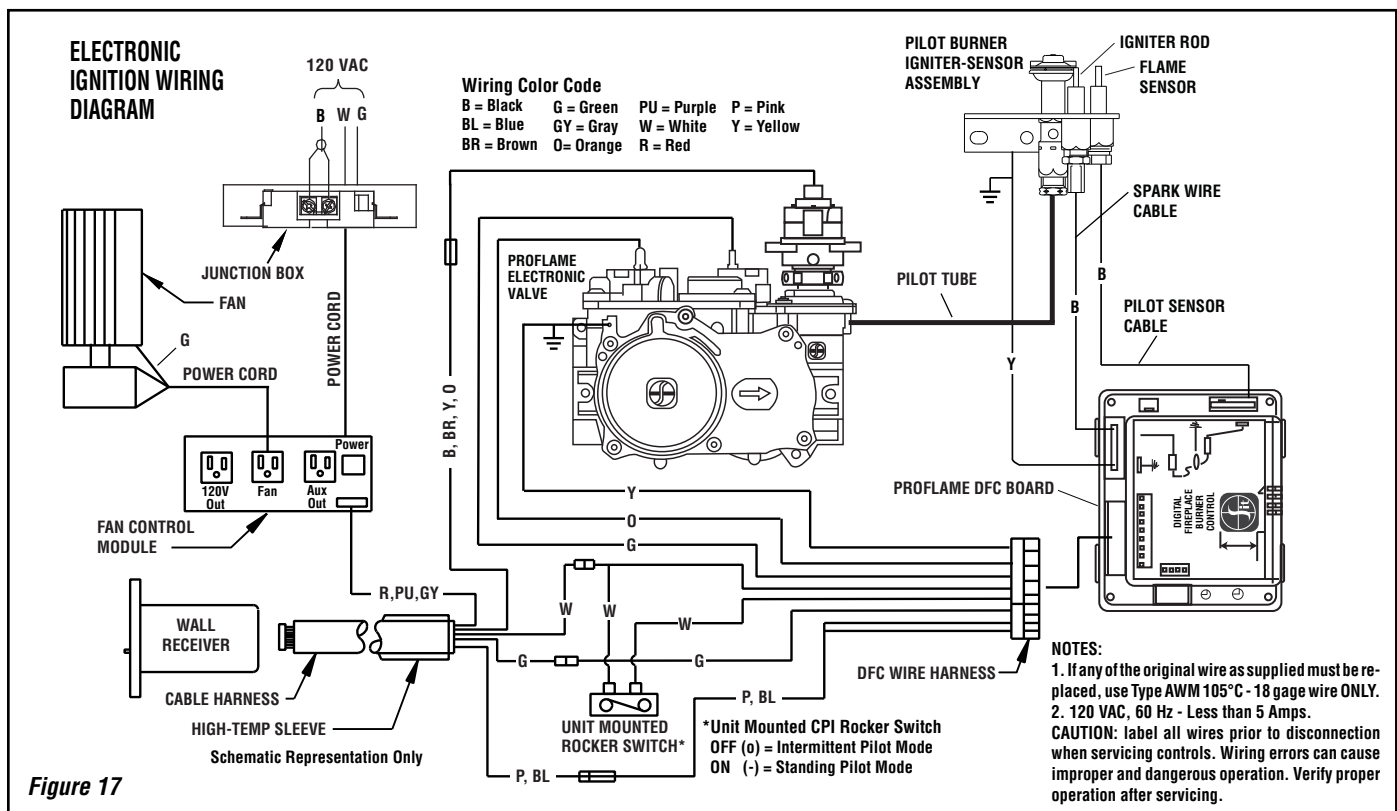 ELECTRONIC
IGNITION WIRING
DIAGRAM
120 VAC
B W G
JUNCTION BOX
FAN
G
POWER CORD
POWER CORD
Power
120V
Out
Fan
Aux
Out
FAN CONTROL
MODULE
Wiring Color Code
B = Black G = Green PU = Purple P = Pink
BL = Blue GY = Gray W = White Y = Yellow
BR = Brown O= Orange R = Red
PROFLAME
ELECTRONIC
VALVE
B, BR, Y, O
PILOT BURNER
IGNITER-SENSOR
ASSEMBLY
IGNITER ROD
FLAME
SENSOR
SPARK WIRE
CABLE
PILOT TUBE
B
B
PILOT SENSOR
CABLE
Y
PROFLAME DFC BOARD
DIGITAL
FIREPLACE
BURNER
CONTROL
Sit
Y
O
G
R,PU,GY
W
W
W
G
G
P, BL
P, BL
WALL
RECEIVER
CABLE HARNESS
HIGH-TEMP SLEEVE
Schematic Representation Only
UNIT MOUNTED
ROCKER SWITCH*
*Unit Mounted CPI Rocker Switch
OFF (o) = Intermittent Pilot Mode
ON (-) = Standing Pilot Mode
DFC WIRE HARNESS
NOTES:
1. If any of the original wire as supplied must be re-
placed, use Type AWM 105°C - 18 gage wire ONLY.
2. 120 VAC, 60 Hz - Less than 5 Amps.
CAUTION: label all wires prior to disconnection
when servicing controls. Wiring errors can cause
improper and dangerous operation. Verify proper
operation after servicing.
Figure 17